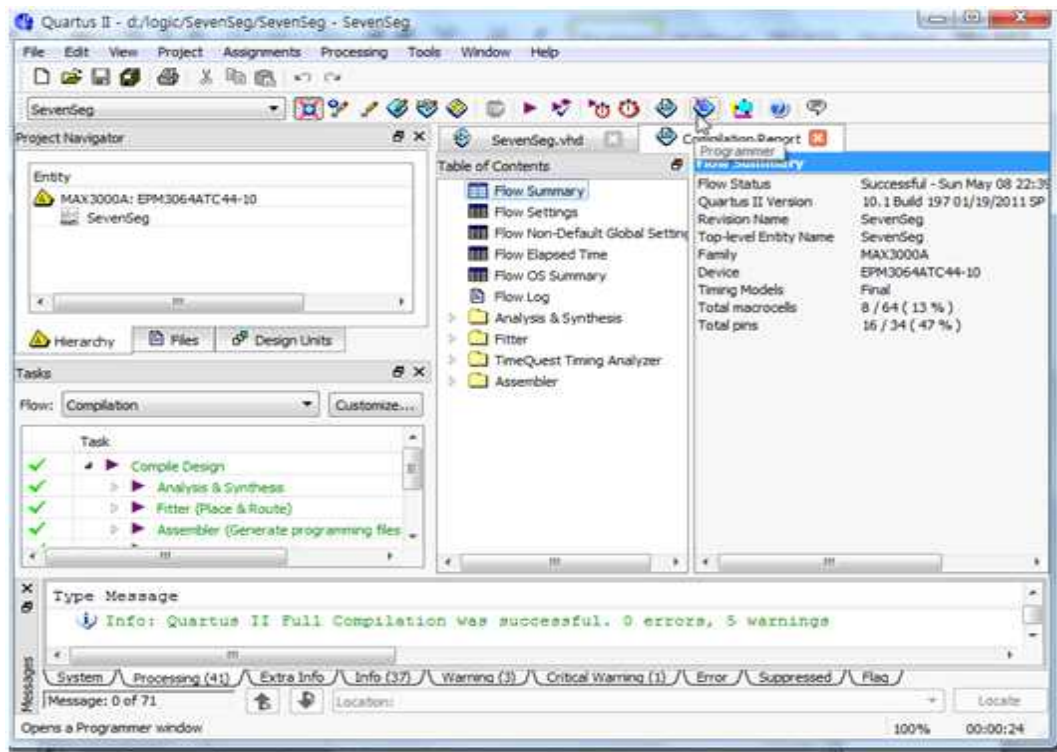 Quartus II - d:/logic/SevenSeg/SevenSeg - SevenSeg
File Edit View Project Assignments Processing Tools Window Help
SevenSeg
Project Navigator
Entity
MAX3000A: EPM3064ATC44-10
SevenSeg
Hierarchy Files Design Units
Tasks
Flow: Compilation Customize...
Task
Compile Design
Analysis & Synthesis
Fitter (Place & Route)
Assembler (Generate programming files
SevenSeg.vhd Compilation Report
Programmer
Table of Contents
Flow Summary
Flow Settings
Flow Non-Default Global Setting
Flow Elapsed Time
Flow OS Summary
Flow Log
Analysis & Synthesis
Fitter
TimeQuest Timing Analyzer
Assembler
Flow Summary
Flow Status Successful - Sun May 08 22:39
Quartus II Version 10.1 Build 197 01/19/2011 SP
Revision Name SevenSeg
Top-level Entity Name SevenSeg
Family MAX3000A
Device EPM3064ATC44-10
Timing Models Final
Total macrocells 8 / 64 ( 13 % )
Total pins 16 / 34 ( 47 % )
Type Message
Info: Quartus II Full Compilation was successful. 0 errors, 5 warnings
System Processing (41) Extra Info Info (37) Warning (3) Critical Warning (1) Error Suppressed Flag
Messages
Message: 0 of 71 Location: Locate
Opens a Programmer window 100% 00:00:24